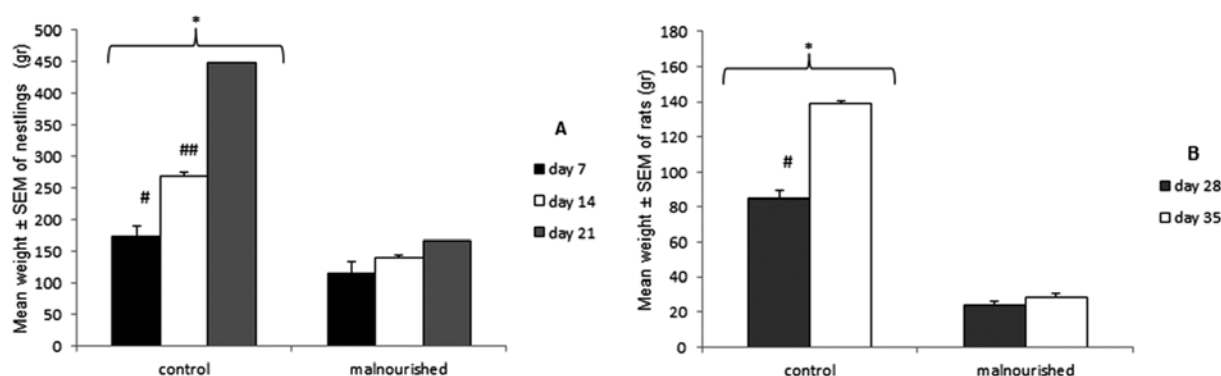 Mean weight ± SEM of nestlings (gr)
500
450
400
350
300
250
200
150
100
50
0
*
#
##
control
malnourished
A
day 7
day 14
day 21
Mean weight ± SEM of rats (gr)
180
160
140
120
100
80
60
40
20
0
*
#
control
malnourished
B
day 28
day 35